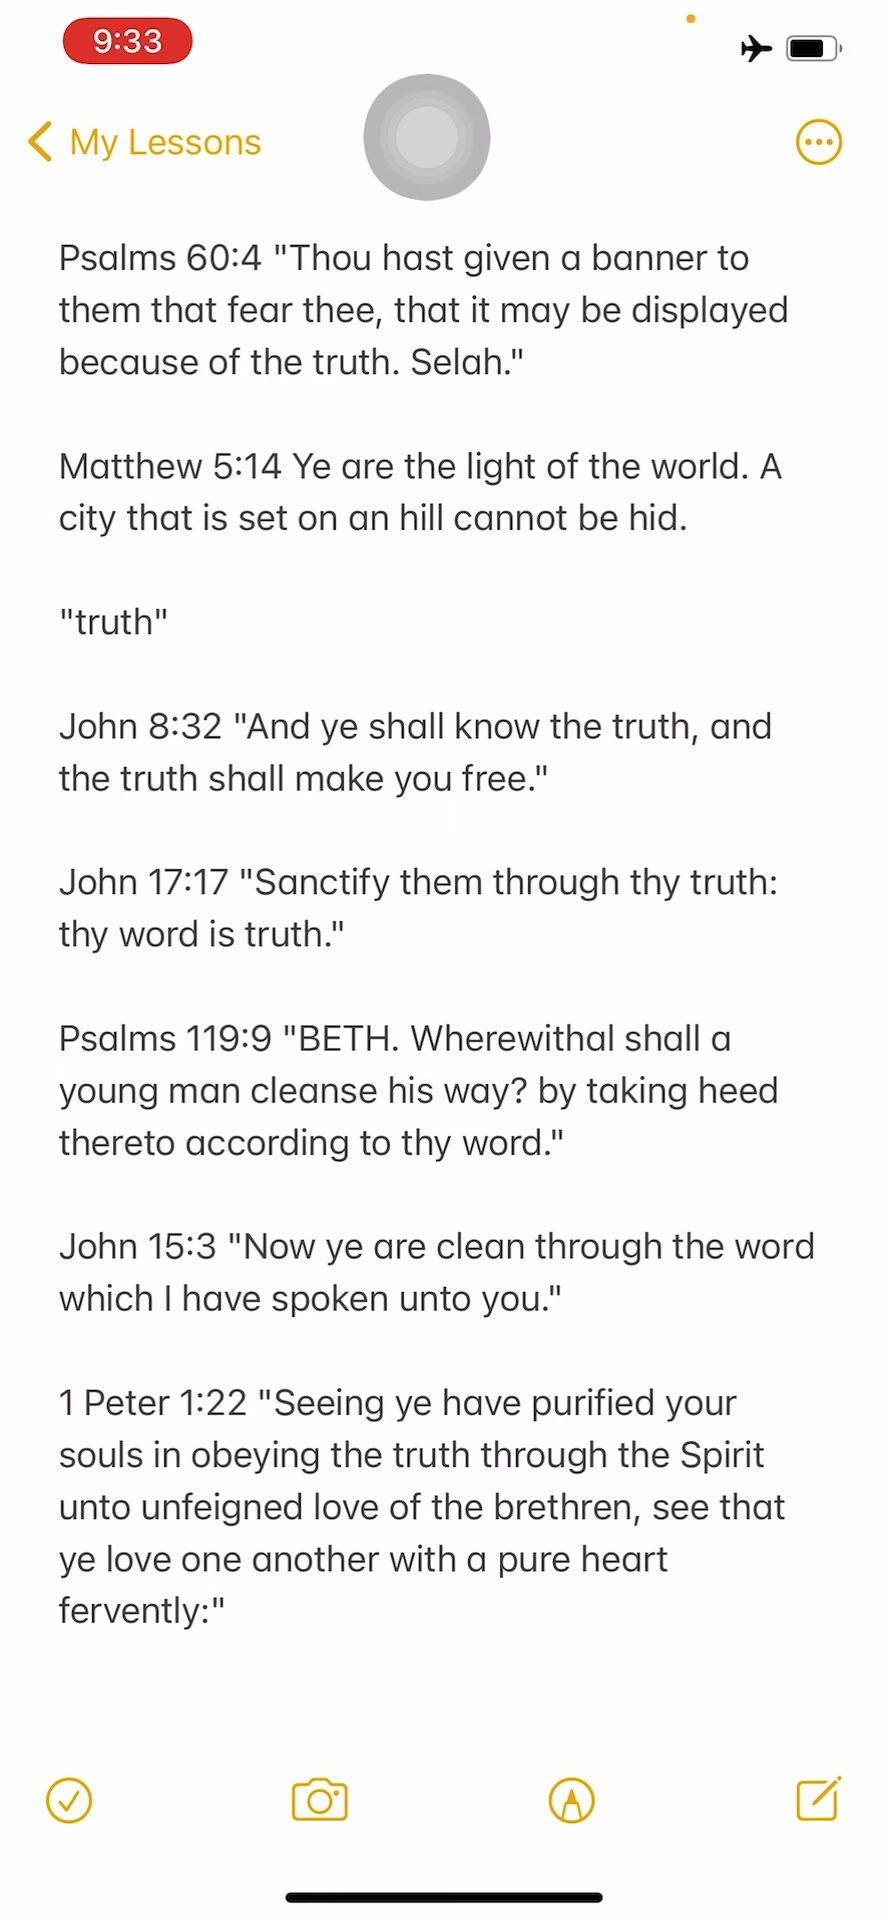 9:33
My Lessons
Psalms 60:4 "Thou hast given a banner to
them that fear thee, that it may be displayed
because of the truth. Selah."
Matthew 5:14 Ye are the light of the world. A
city that is set on an hill cannot be hid.
"truth"
John 8:32 "And ye shall know the truth, and
the truth shall make you free."
John 17:17 "Sanctify them through thy truth:
thy word is truth."
Psalms 119:9 "BETH. Wherewithal shall a
young man cleanse his way? by taking heed
thereto according to thy word."
John 15:3 "Now ye are clean through the word
which I have spoken unto you."
1 Peter 1:22 "Seeing ye have purified your
souls in obeying the truth through the Spirit
unto unfeigned love of the brethren, see that
ye love one another with a pure heart
fervently:"